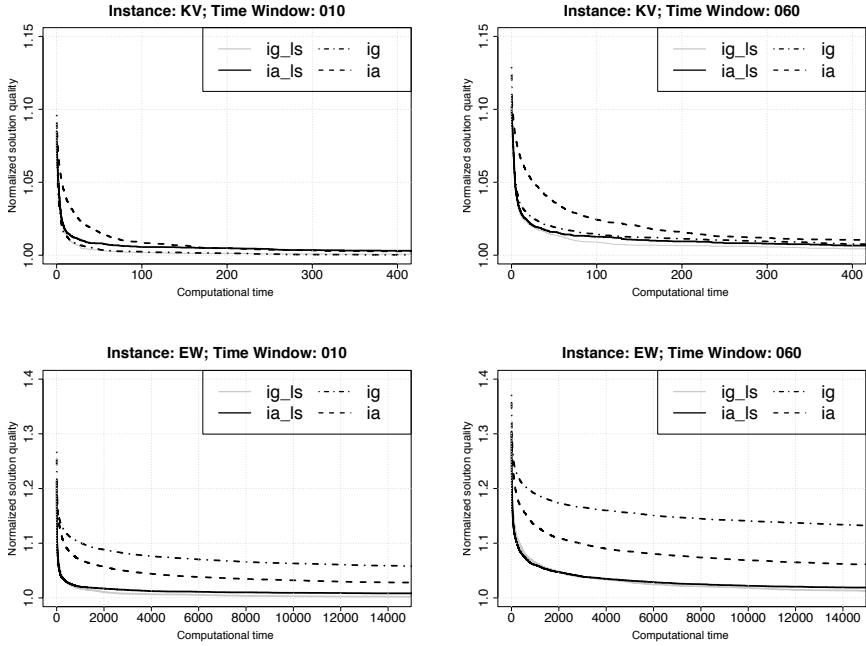 Instance: KV; Time Window: 010
Normalized solution quality
1.15
1.10
1.05
1.00
ig_ls ig
ia_ls ia
0 100 200 300 400
Computational time
Instance: KV; Time Window: 060
Normalized solution quality
1.15
1.10
1.05
1.00
ig_ls ig
ia_ls ia
0 100 200 300 400
Computational time
Instance: EW; Time Window: 010
Normalized solution quality
1.4
1.3
1.2
1.1
1.0
ig_ls ig
ia_ls ia
0 2000 4000 6000 8000 10000 12000 14000
Computational time
Instance: EW; Time Window: 060
Normalized solution quality
1.4
1.3
1.2
1.1
1.0
ig_ls ig
ia_ls ia
0 2000 4000 6000 8000 10000 12000 14000
Computational time